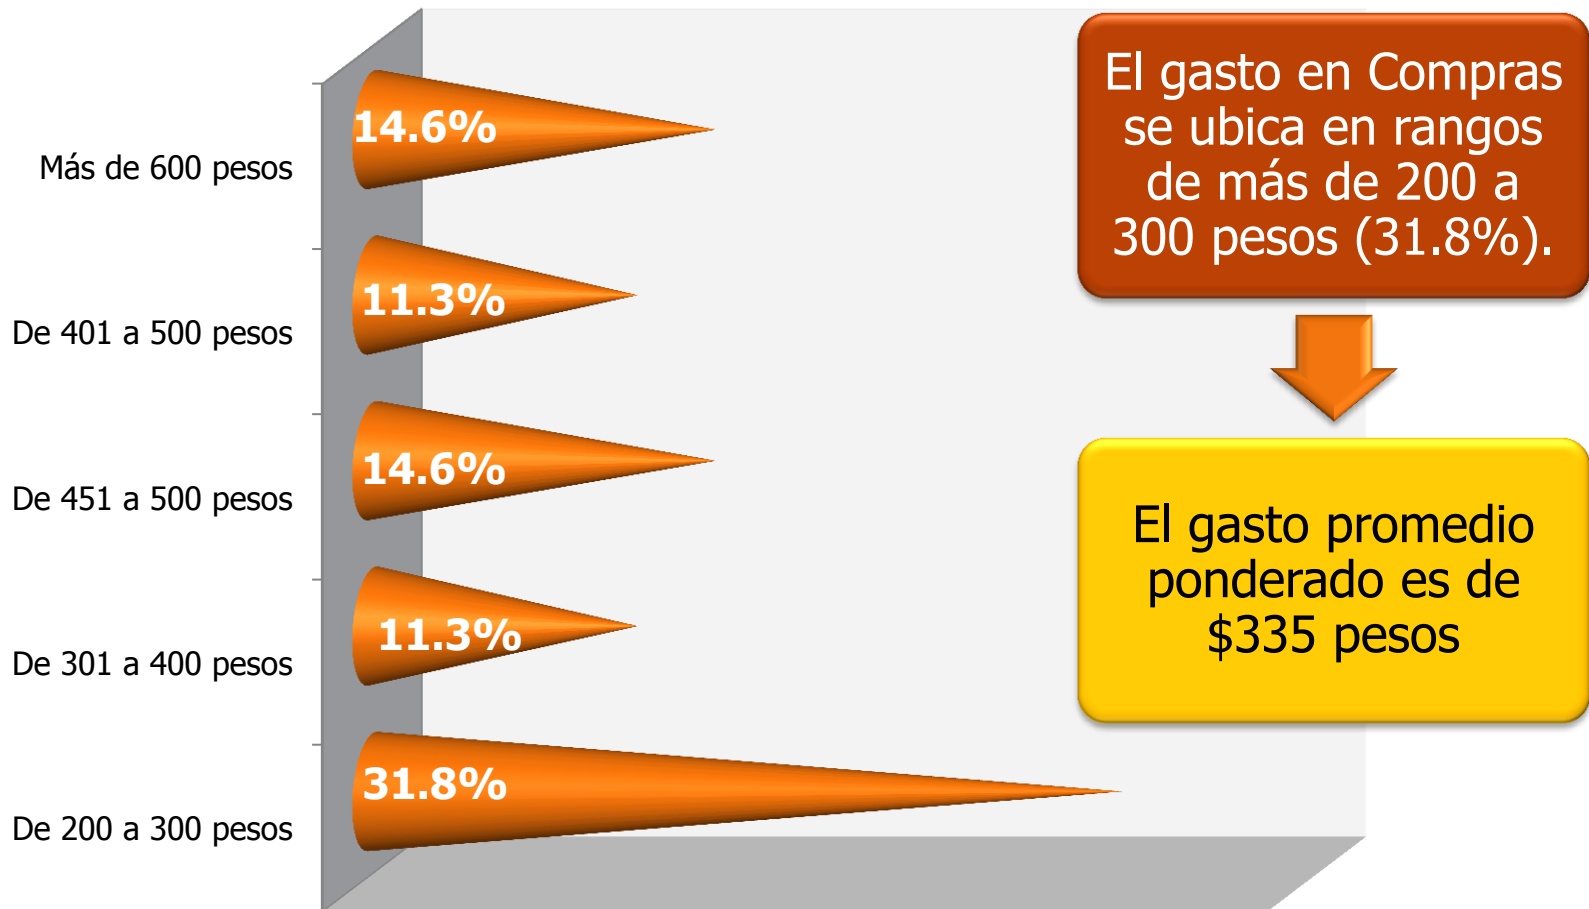 Más de 600 pesos
14.6%
De 401 a 500 pesos
11.3%
De 451 a 500 pesos
14.6%
De 301 a 400 pesos
11.3%
De 200 a 300 pesos
31.8%
El gasto en Compras
se ubica en rangos
de más de 200 a
300 pesos (31.8%).
El gasto promedio
ponderado es de
$335 pesos